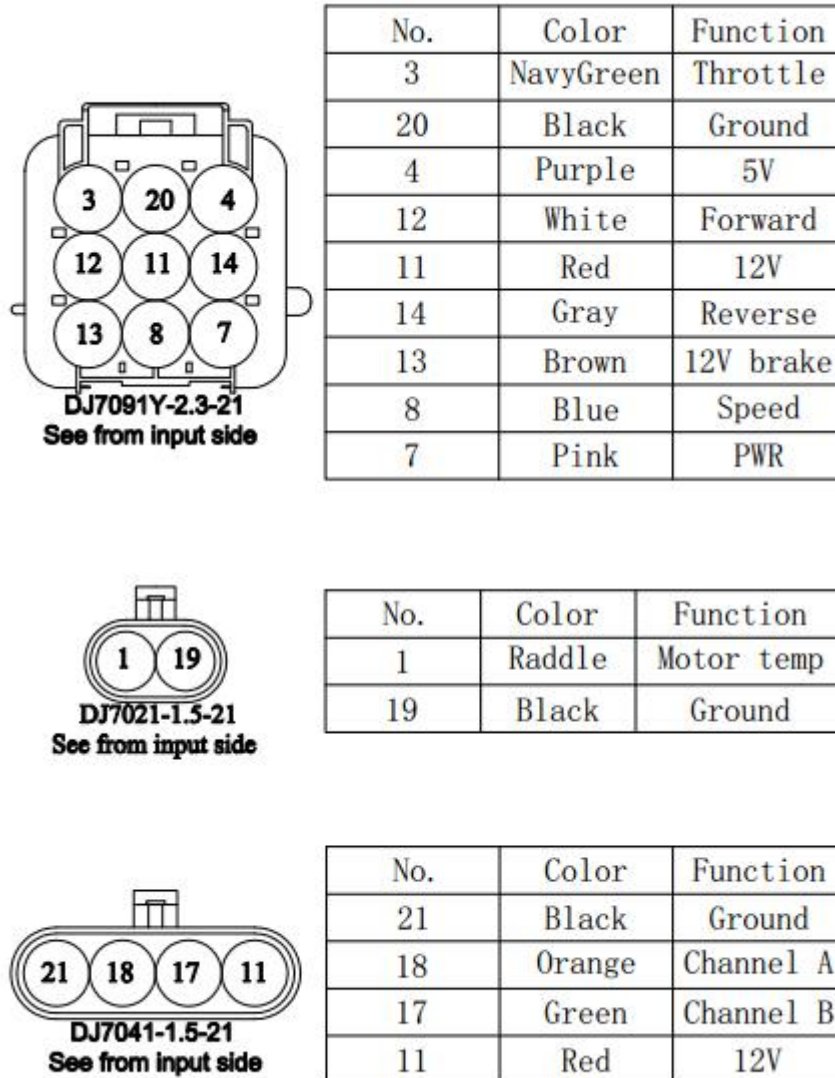 No. Color Function
3 NavyGreen Throttle
20 Black Ground
4 Purple 5V
12 White Forward
11 Red 12V
14 Gray Reverse
13 Brown 12V brake
8 Blue Speed
7 Pink PWR
3 20 4
12 11 14
13 8 7
DJ7091Y-2.3-21
See from input side
No. Color Function
1 Raddle Motor temp
19 Black Ground
1 19
DJ7021-1.5-21
See from input side
No. Color Function
21 Black Ground
18 Orange Channel A
17 Green Channel B
11 Red 12V
21 18 17 11
DJ7041-1.5-21
See from input side